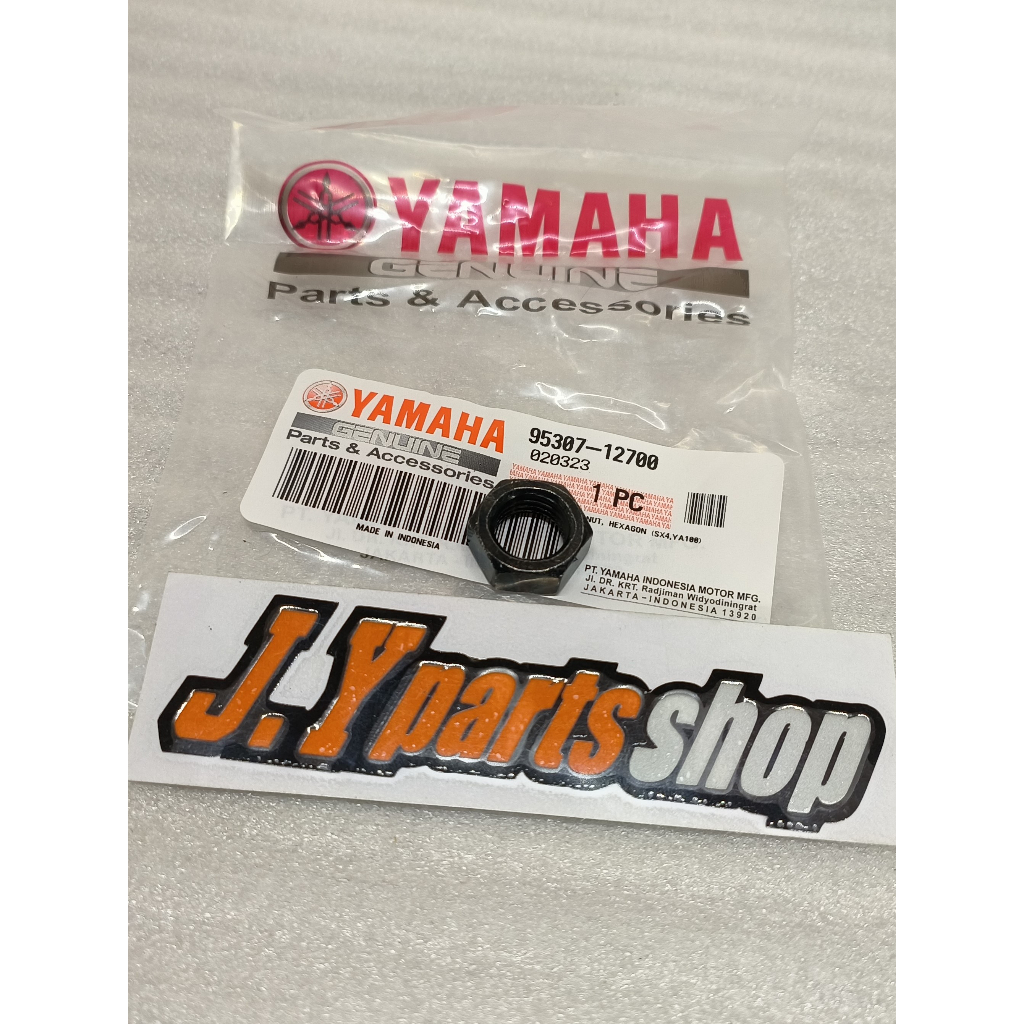 YAMAHA
GENUINE
Parts & Accessories
YAMAHA
GENUINE
Parts & Accessories
95307-12700
020323
1 PC
NUT, HEXAGON (SX4,YA100)
MADE IN INDONESIA
PT. YAMAHA INDONESIA MOTOR MFG.
Jl. DR. KRT. Radjiman Widyodiningrat
JAKARTA-INDONESIA 13920
J.Y parts shop